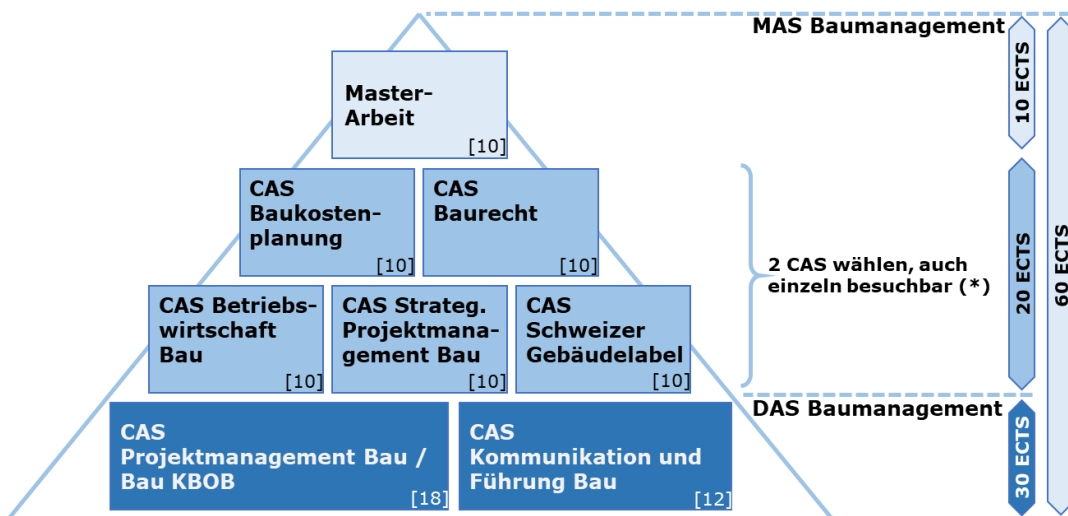 MAS Baumanagement
Master-
Arbeit
[10]
10 ECTS
CAS
Baukosten-
planung
[10]
CAS
Baurecht
[10]
2 CAS wählen, auch
einzeln besuchbar (*)
20 ECTS
60 ECTS
CAS Betriebs-
wirtschaft
Bau
[10]
CAS Strateg.
Projektmana-
gement Bau
[10]
CAS
Schweizer
Gebäudelabel
[10]
DAS Baumanagement
CAS
Projektmanagement Bau /
Bau KBOB
[18]
CAS
Kommunikation und
Führung Bau
[12]
30 ECTS